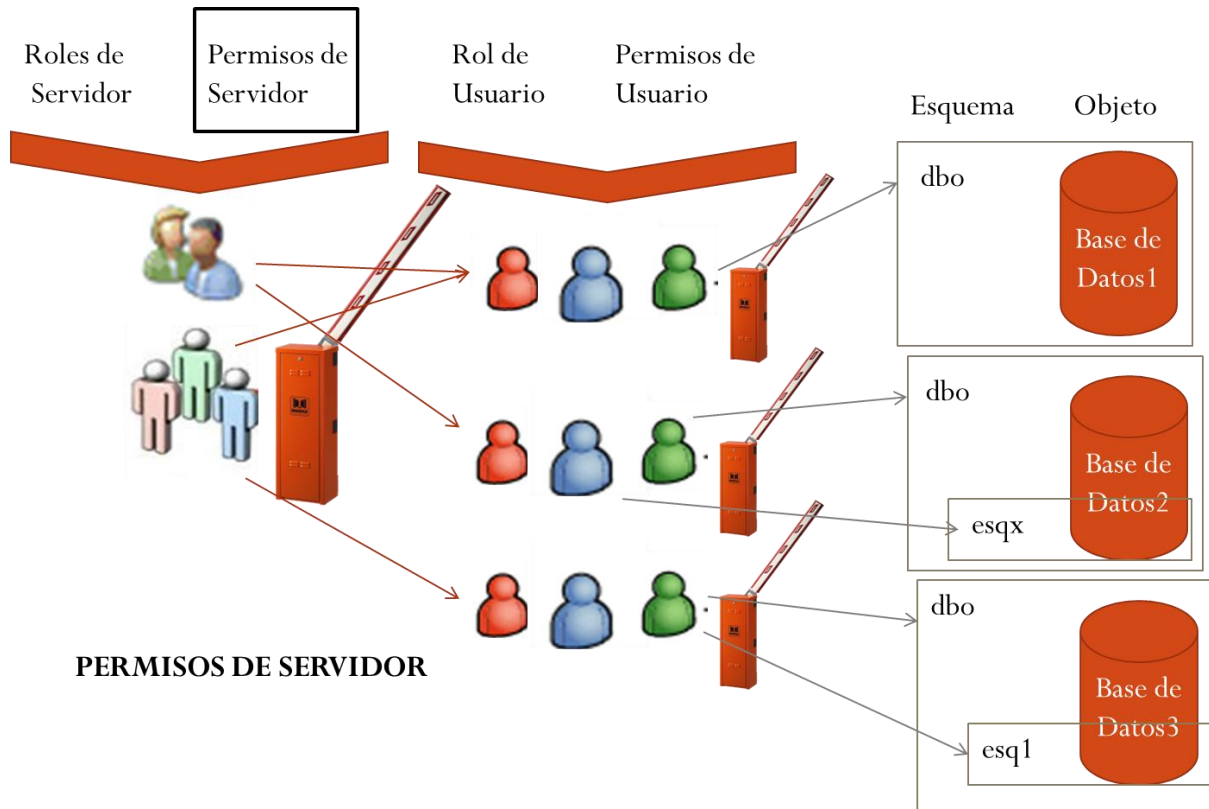 Roles de
Servidor
Permisos de
Servidor
Rol de
Usuario
Permisos de
Usuario
Esquema
Objeto
dbo
Base de
Datos1
dbo
Base de
Datos2
esqx
dbo
Base de
Datos3
esq1
PERMISOS DE SERVIDOR